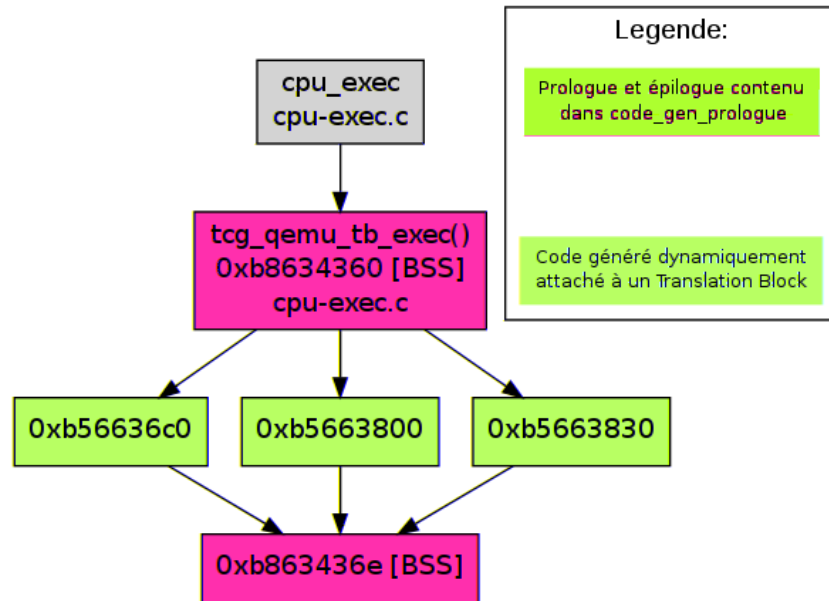 cpu_exec
cpu-exec.c
tcg_qemu_tb_exec()
0xb8634360 [BSS]
cpu-exec.c
0xb56636c0
0xb5663800
0xb5663830
0xb863436e [BSS]
Legende:
Prologue et épilogue contenu
dans code_gen_prologue
Code généré dynamiquement
attaché à un Translation Block